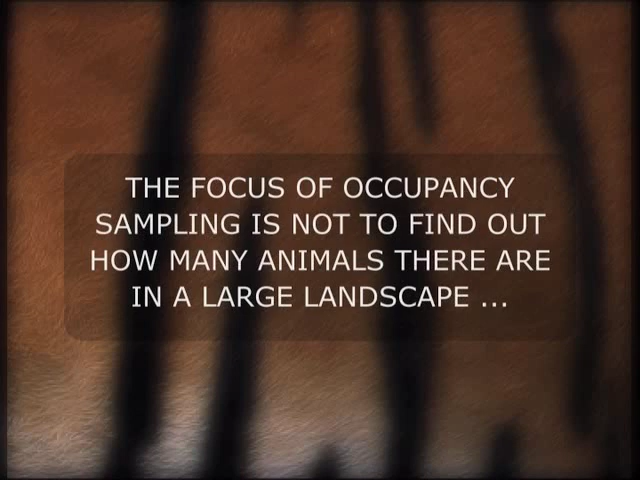 THE FOCUS OF OCCUPANCY
SAMPLING IS NOT TO FIND OUT
HOW MANY ANIMALS THERE ARE
IN A LARGE LANDSCAPE ...